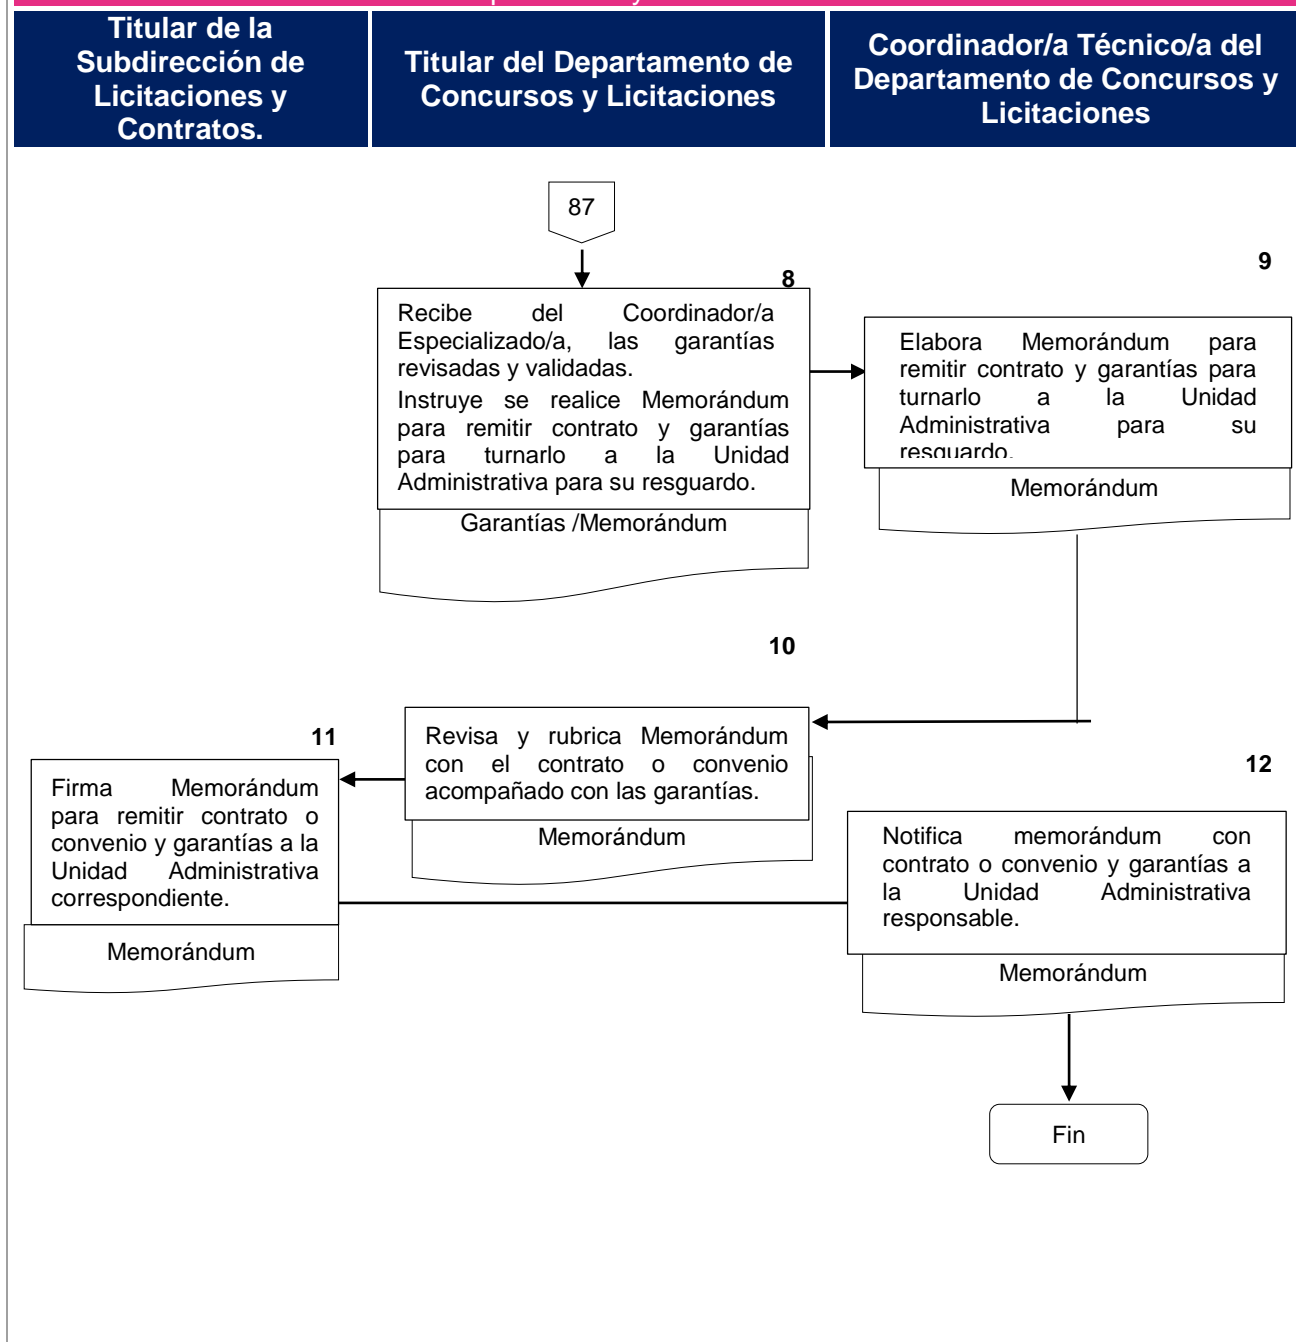 Titular de la
Subdirección de
Licitaciones y
Contratos.
Titular del Departamento de
Concursos y Licitaciones
Coordinador/a Técnico/a del
Departamento de Concursos y
Licitaciones
87
8
Recibe del Coordinador/a
Especializado/a, las garantías
revisadas y validadas.
Instruye se realice Memorándum
para remitir contrato y garantías
para turnarlo a la Unidad
Administrativa para su resguardo.
Garantías /Memorándum
9
Elabora Memorándum para
remitir contrato y garantías para
turnarlo a la Unidad
Administrativa para su
resguardo.
Memorándum
10
Revisa y rubrica Memorándum
con el contrato o convenio
acompañado con las garantías.
Memorándum
11
Firma Memorándum
para remitir contrato o
convenio y garantías a la
Unidad Administrativa
correspondiente.
Memorándum
12
Notifica memorándum con
contrato o convenio y garantías a
la Unidad Administrativa
responsable.
Memorándum
Fin